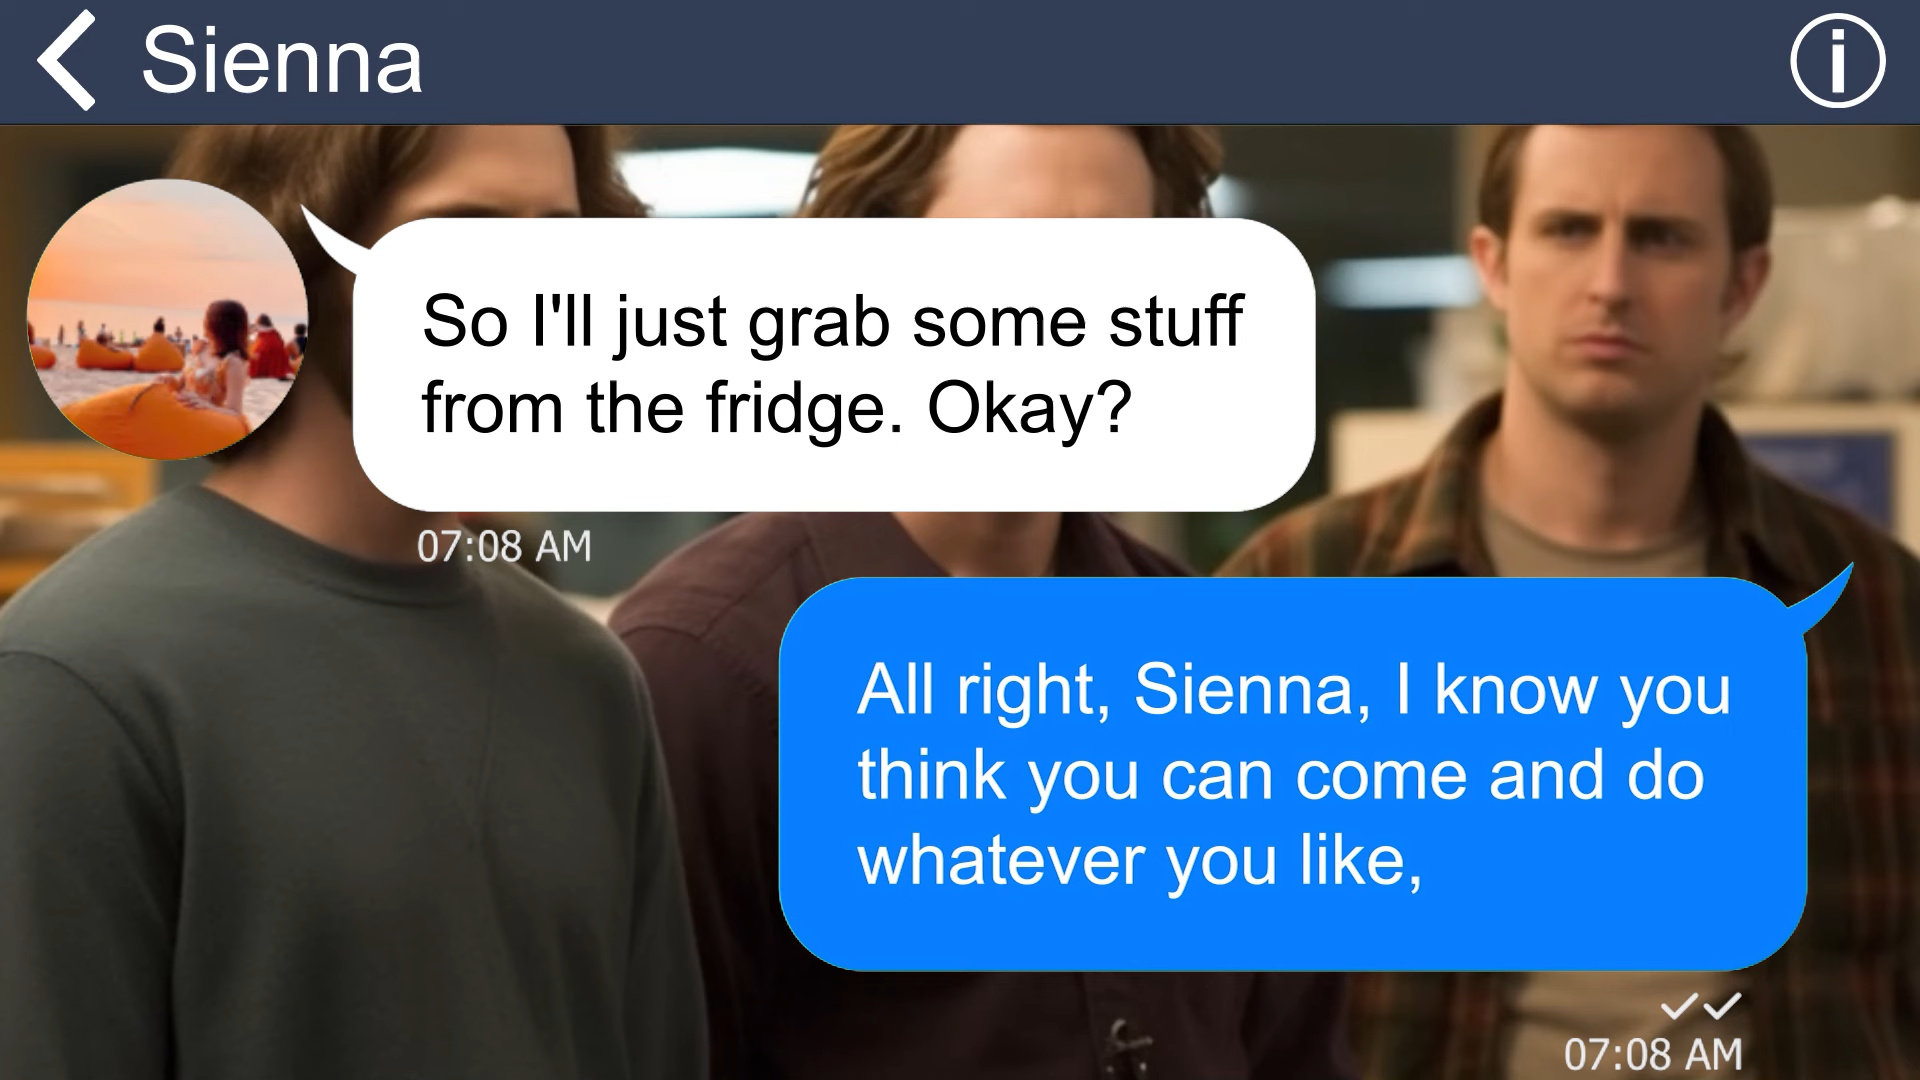 Sienna
So I'll just grab some stuff
from the fridge. Okay?
07:08 AM
All right, Sienna, I know you
think you can come and do
whatever you like,
07:08 AM